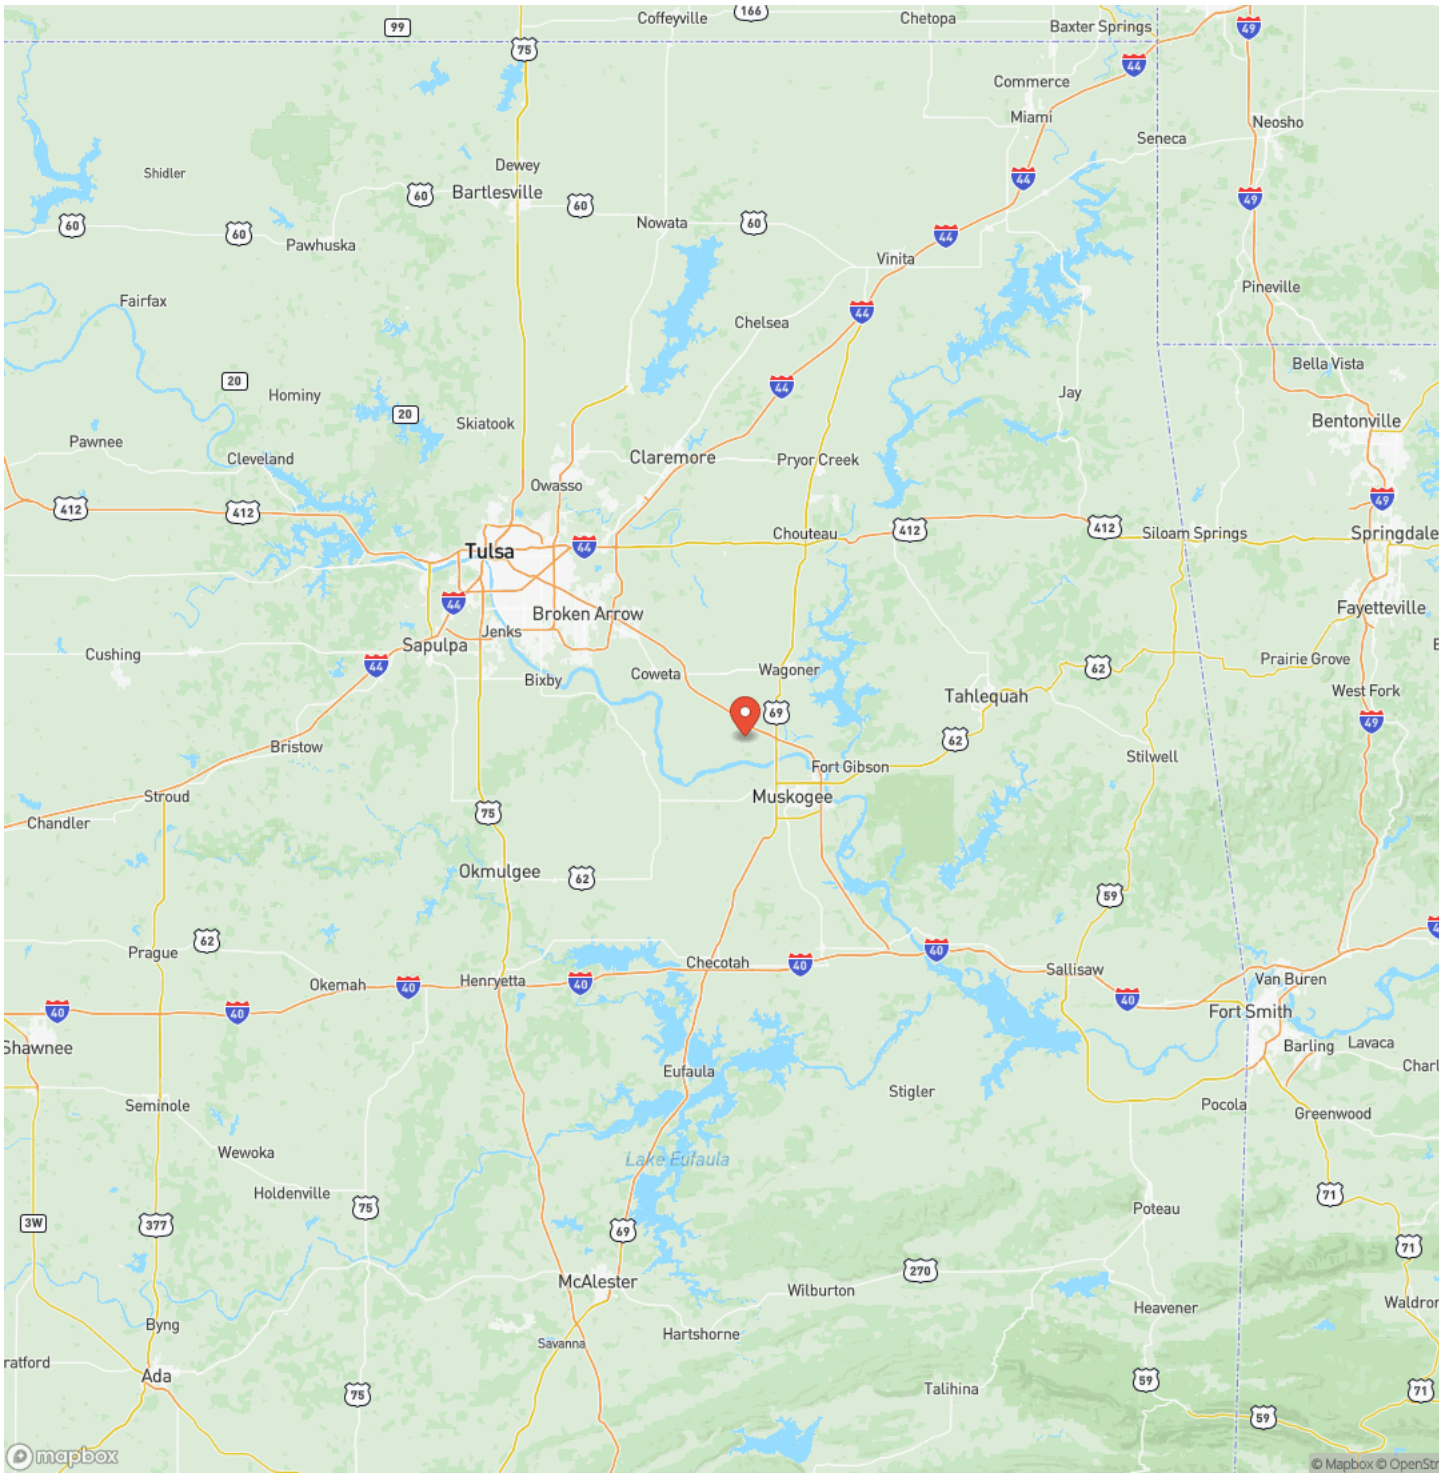 99
Coffeyville
166
Chetopa
Baxter Springs
49
75
44
Commerce
Miami
Neosho
Seneca
Dewey
Shidler
44
Bartlesville
60
60
49
60
60
Nowata
60
60
Pawhuska
44
Vinita
Pineville
Fairfax
44
Chelsea
Bella Vista
20
44
Hominy
Jay
20
Skiatook
Bentonville
Pawnee
Cleveland
Claremore
Pryor Creek
Owasso
49
412
412
412
412
Chouteau
Siloam Springs
Springdale
Tulsa
44
44
Broken Arrow
Fayetteville
Jenks
Sapulpa
Cushing
44
Coweta
Wagoner
62
Prairie Grove
Bixby
Tahlequah
West Fork
69
49
Bristow
62
Stilwell
Fort Gibson
Stroud
Muskogee
75
Chandler
Okmulgee
62
59
62
Prague
40
Checotah
40
Sallisaw
Henryetta
40
Okemah
40
Van Buren
40
40
40
Fort Smith
Shawnee
Barling
Lavaca
Charl
Eufaula
Stigler
Seminole
Pocola
Greenwood
Wewoka
Lake Eufaula
Holdenville
71
75
Poteau
3W
377
69
71
270
McAlester
Wilburton
Waldror
Heavener
Byng
Hartshorne
Savanna
ratford
Ada
59
75
Talihina
71
59
mapbox
© Mapbox © OpenStr